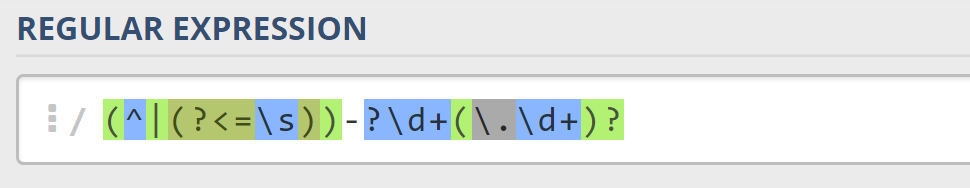 REGULAR EXPRESSION
/ (^|(?<=\s))-?\d+(\.\d+)?